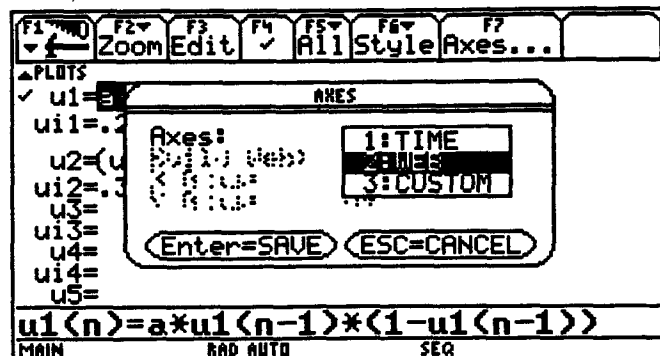 F1 F2 F3 F4 F5 F6 F7
Zoom Edit ✓ All Style Axes...
PLOTS
✓ u1=
AXES
ui1=.2
Axes:
1:TIME
u2=(u
Build Web>
2:WEB
ui2=.3
3:CUSTOM
u3=
ui3=
u4=
Enter=SAVE ESC=CANCEL
ui4=
u5=
u1(n)=a*u1(n-1)*(1-u1(n-1))
MAIN RAD AUTO SEQ